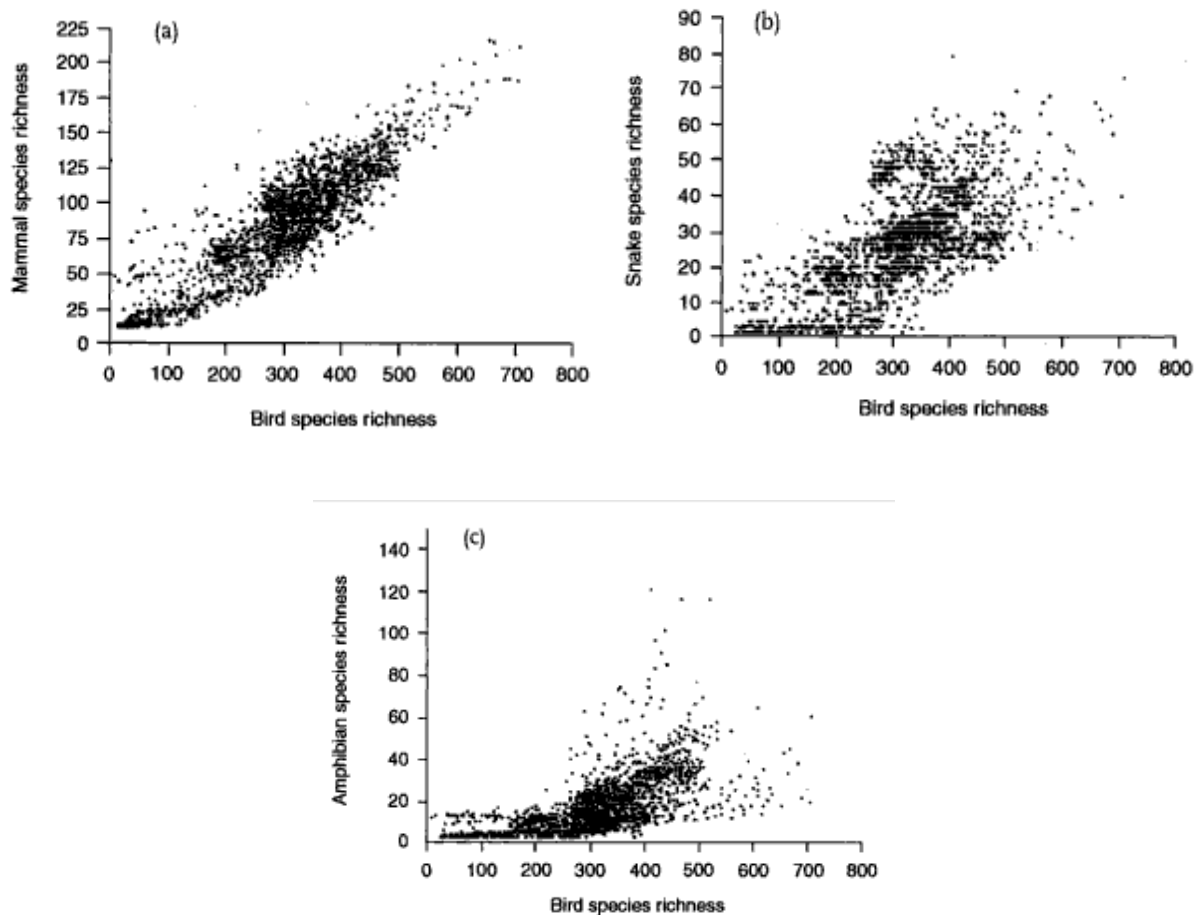 (a)
Mammal species richness
225
200
175
150
125
100
75
50
25
0
0 100 200 300 400 500 600 700 800
Bird species richness
(b)
Snake species richness
90
80
70
60
50
40
30
20
10
0
0 100 200 300 400 500 600 700 800
Bird species richness
(c)
Amphibian species richness
140
120
100
80
60
40
20
0
0 100 200 300 400 500 600 700 800
Bird species richness